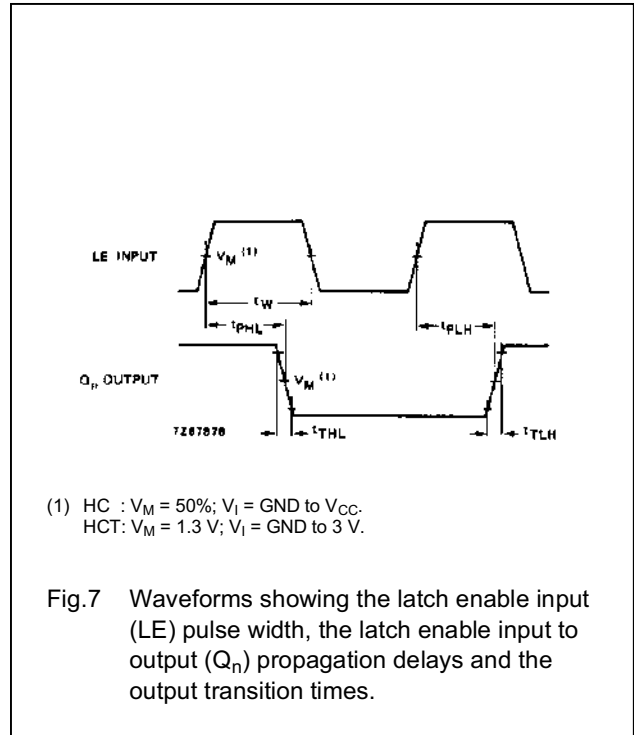 LE INPUT
V_M (1)
t_W
t_PHL
t_PLH
Q_n OUTPUT
V_M (1)
7Z67878
t_THL
t_TLH
(1) HC : V_M = 50%; V_I = GND to V_CC.
HCT: V_M = 1.3 V; V_I = GND to 3 V.
Fig.7 Waveforms showing the latch enable input
(LE) pulse width, the latch enable input to
output (Q_n) propagation delays and the
output transition times.